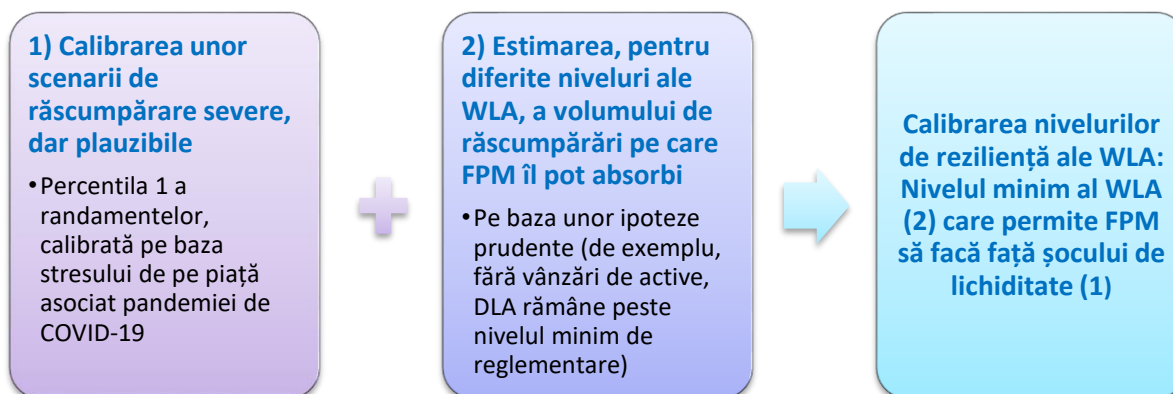 1) Calibrarea unor
scenarii de
răscumpărare severe,
dar plauzibile
•Percentila 1 a
randamentelor,
calibrată pe baza
stresului de pe piață
asociat pandemiei de
COVID-19
2) Estimarea, pentru
diferite niveluri ale
WLA, a volumului de
răscumpărări pe care
FPM îl pot absorbi
•Pe baza unor ipoteze
prudente (de exemplu,
fără vânzări de active,
DLA rămâne peste
nivelul minim de
reglementare)
Calibrarea nivelurilor
de reziliență ale WLA:
Nivelul minim al WLA
(2) care permite FPM
să facă față șocului de
lichiditate (1)